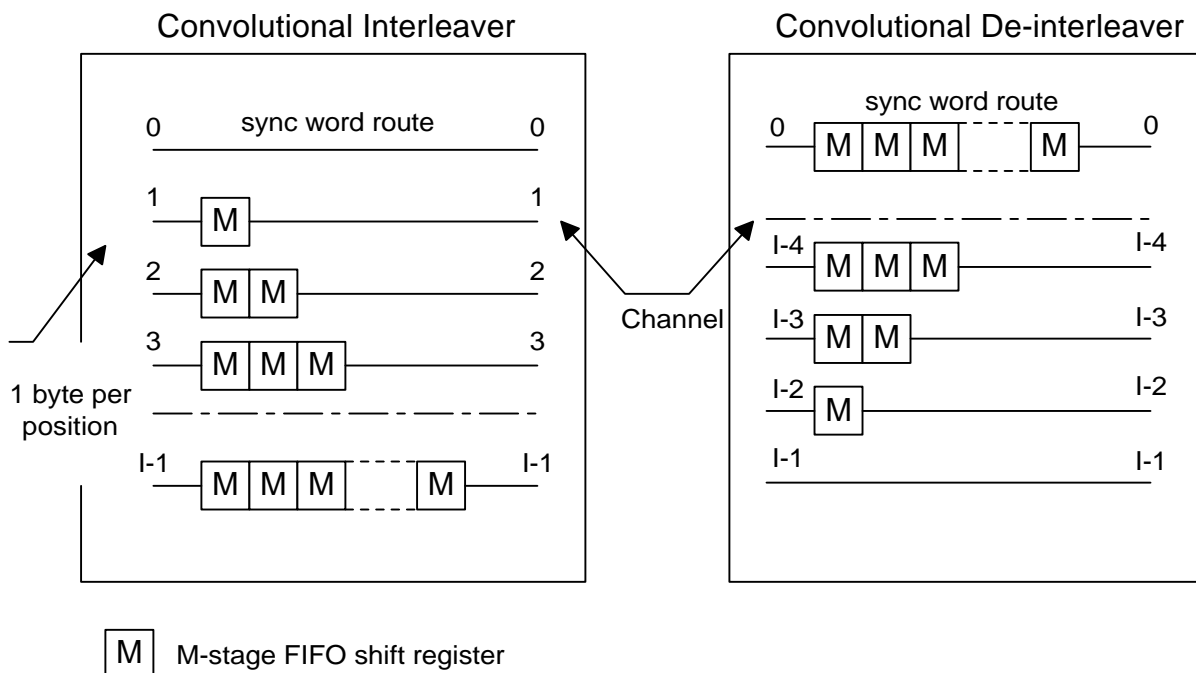 Convolutional Interleaver
0 sync word route 0
1 1
M
2 2
M M
3 3
M M M
I-1 I-1
M M M M
1 byte per
position
Channel
Convolutional De-interleaver
sync word route
0 0
M M M M
I-4 I-4
M M M
I-3 I-3
M M
I-2 I-2
M
I-1 I-1
M M-stage FIFO shift register